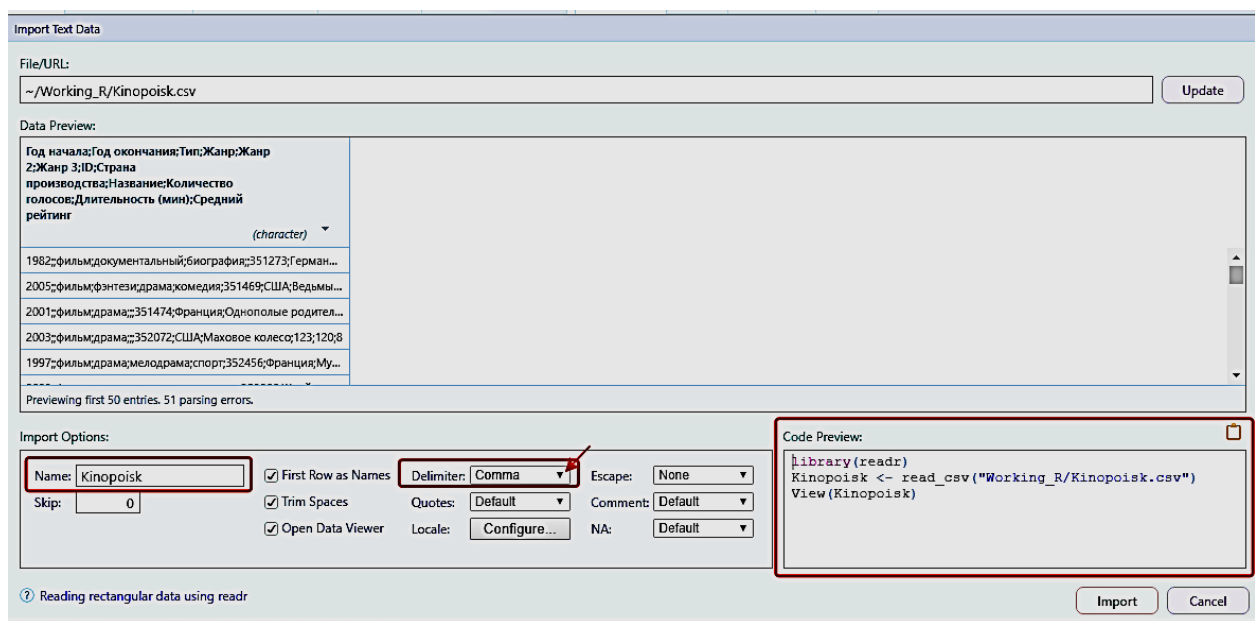 Import Text Data
File/URL:
~/Working_R/Kinopoisk.csv
Update
Data Preview:
Год начала;Год окончания;Тип;Жанр;Жанр
2;Жанр 3;ID;Страна
производства;Название;Количество
голосов;Длительность (мин);Средний
рейтинг
(character)
1982;;фильм;документальный;биография;;351273;Герман...
2005;;фильм;фэнтези;драма;комедия;351469;США;Ведьмы...
2001;;фильм;драма;;;351474;Франция;Однополые родител...
2003;;фильм;драма;;;352072;США;Маховое колесо;123;120;8
1997;;фильм;драма;мелодрама;спорт;352456;Франция;Му...
Previewing first 50 entries. 51 parsing errors.
Import Options:
Name: Kinopoisk
Skip: 0
First Row as Names
Trim Spaces
Open Data Viewer
Delimiter: Comma
Quotes: Default
Locale: Configure...
Escape: None
Comment: Default
NA: Default
Code Preview:
library(readr)
Kinopoisk <- read_csv("Working_R/Kinopoisk.csv")
View(Kinopoisk)
? Reading rectangular data using readr
Import
Cancel